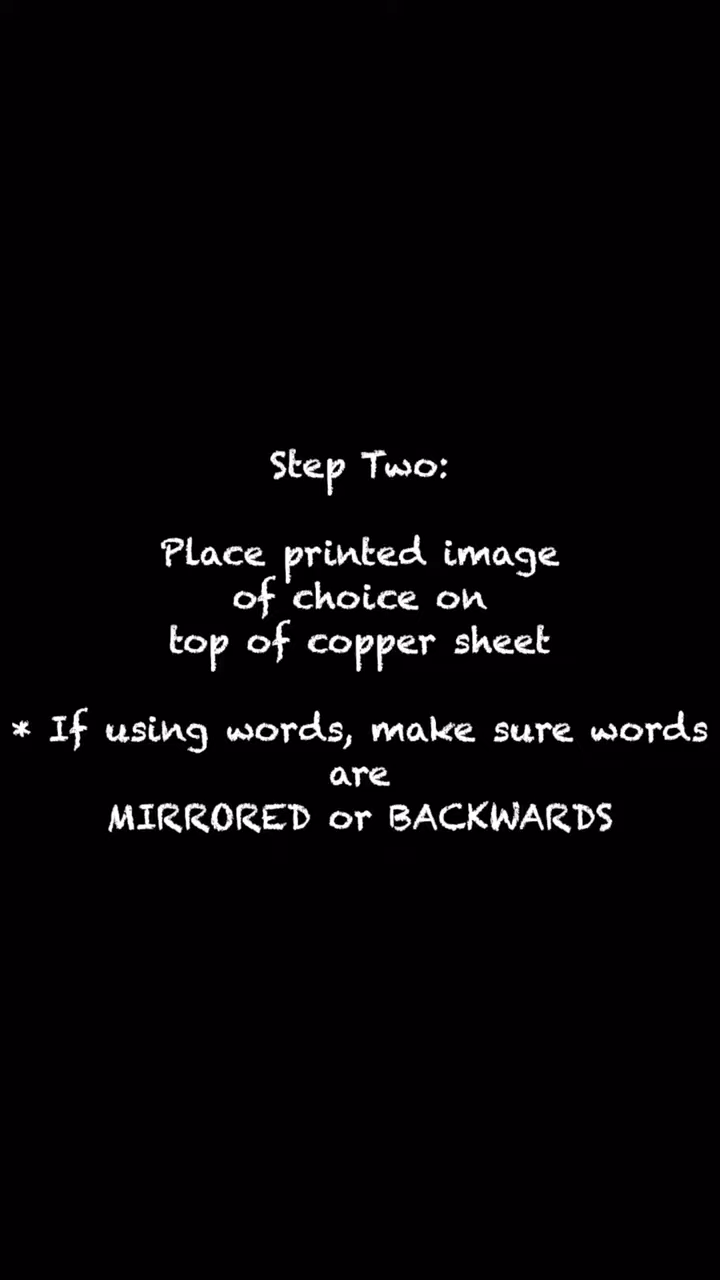 Step Two:
Place printed image
of choice on
top of copper sheet
* If using words, make sure words
are
MIRRORED or BACKWARDS